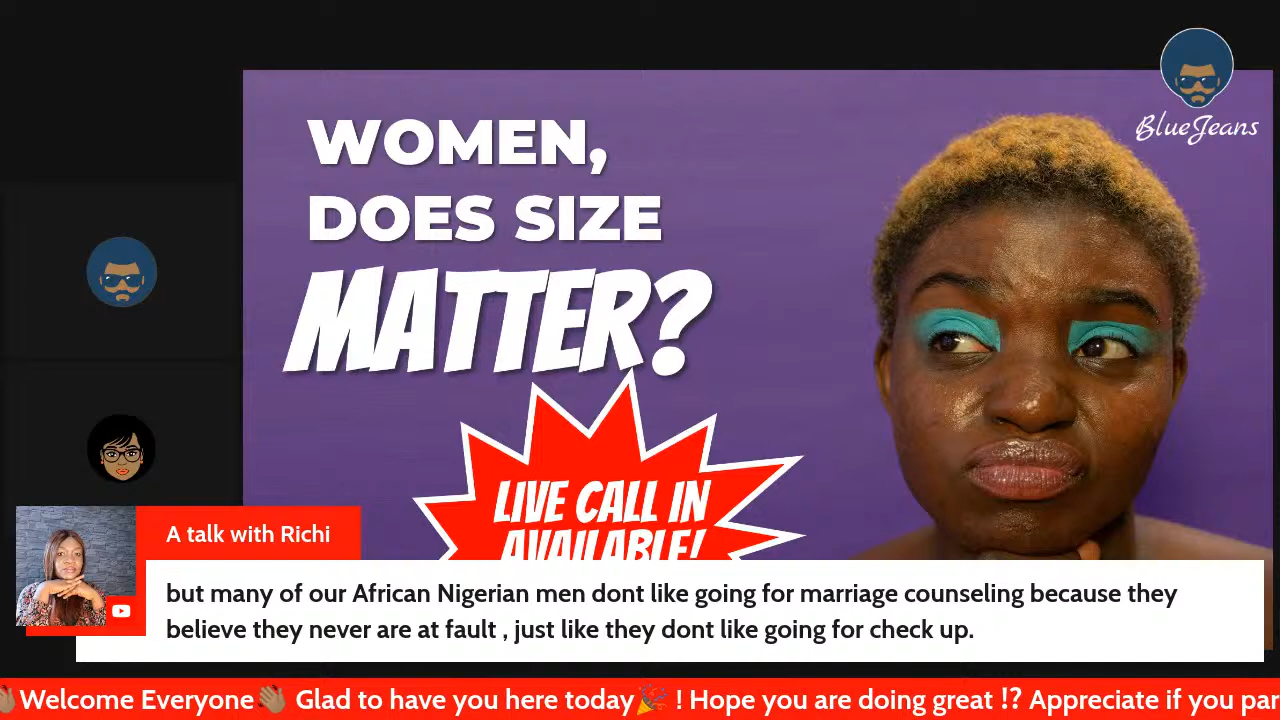 BlueJeans
WOMEN,
DOES SIZE
MATTER?
LIVE CALL IN
AVAILABLE!
A talk with Richi
but many of our African Nigerian men dont like going for marriage counseling because they
believe they never are at fault , just like they dont like going for check up.
👋🏽Welcome Everyone👋🏽 Glad to have you here today🎉 ! Hope you are doing great ⁉ Appreciate if you par